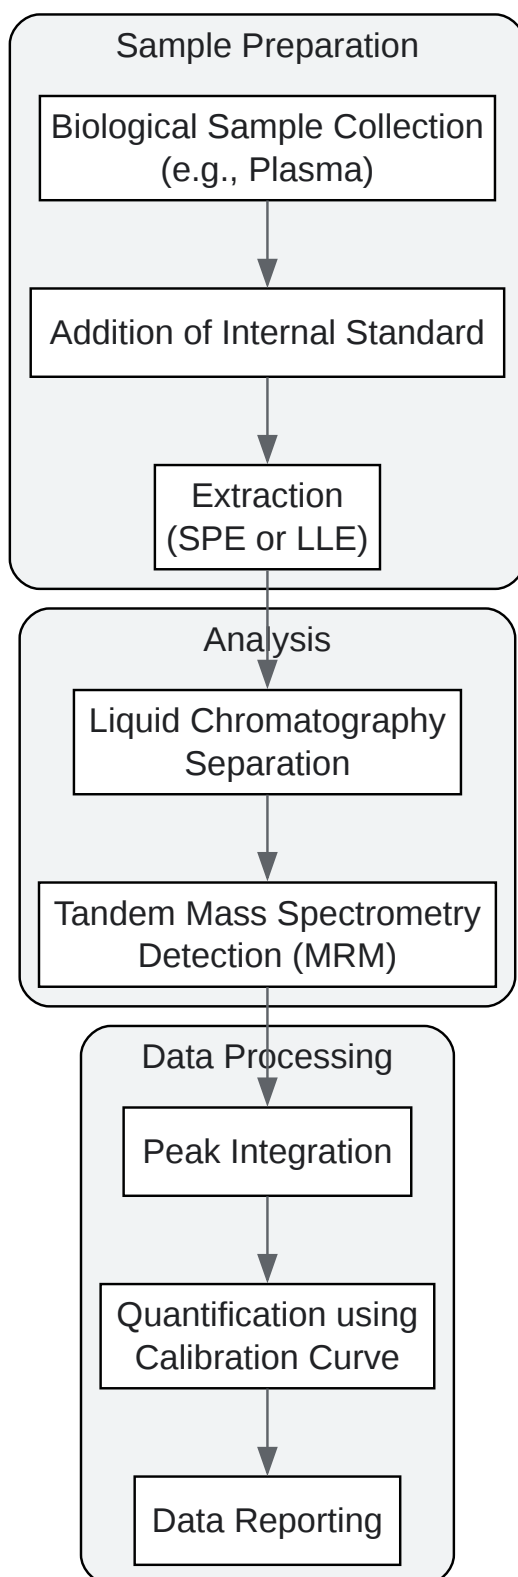 Sample Preparation
Biological Sample Collection
(e.g., Plasma)
Addition of Internal Standard
Extraction
(SPE or LLE)
Analysis
Liquid Chromatography
Separation
Tandem Mass Spectrometry
Detection (MRM)
Data Processing
Peak Integration
Quantification using
Calibration Curve
Data Reporting